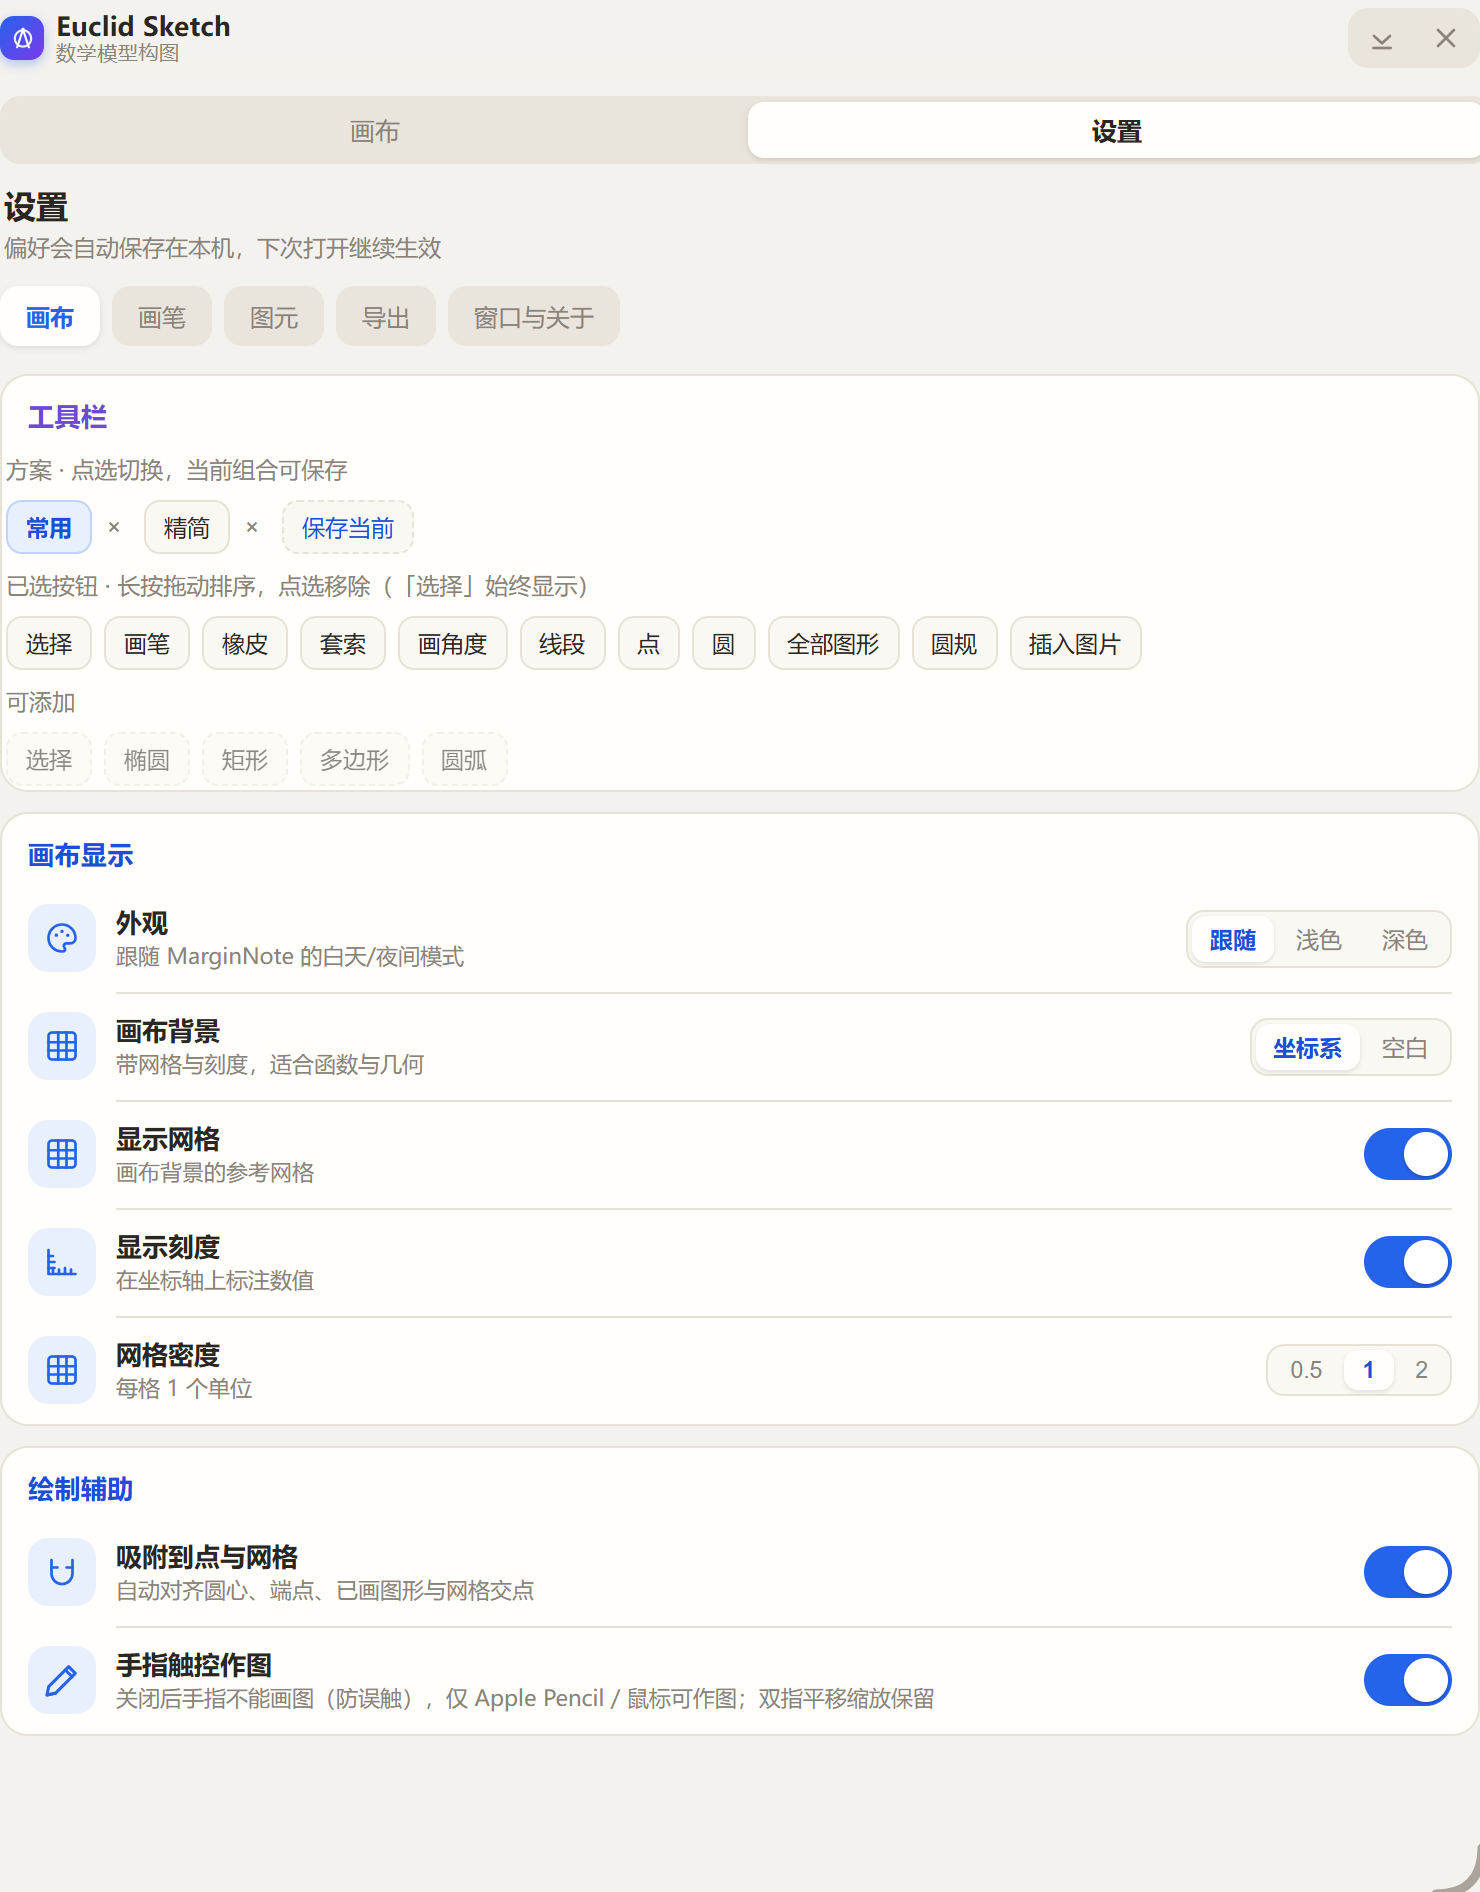 Euclid Sketch
数学模型构图
画布 设置
设置
偏好会自动保存在本机，下次打开继续生效
画布 画笔 图元 导出 窗口与关于
工具栏
方案 · 点选切换，当前组合可保存
常用 × 精简 × 保存当前
已选按钮 · 长按拖动排序，点选移除（「选择」始终显示）
选择 画笔 橡皮 套索 画角度 线段 点 圆 全部图形 圆规 插入图片
可添加
选择 椭圆 矩形 多边形 圆弧
画布显示
外观
跟随 MarginNote 的白天/夜间模式
跟随 浅色 深色
画布背景
带网格与刻度，适合函数与几何
坐标系 空白
显示网格
画布背景的参考网格
显示刻度
在坐标轴上标注数值
网格密度
每格 1 个单位
0.5 1 2
绘制辅助
吸附到点与网格
自动对齐圆心、端点、已画图形与网格交点
手指触控作图
关闭后手指不能画图（防误触），仅 Apple Pencil / 鼠标可作图；双指平移缩放保留